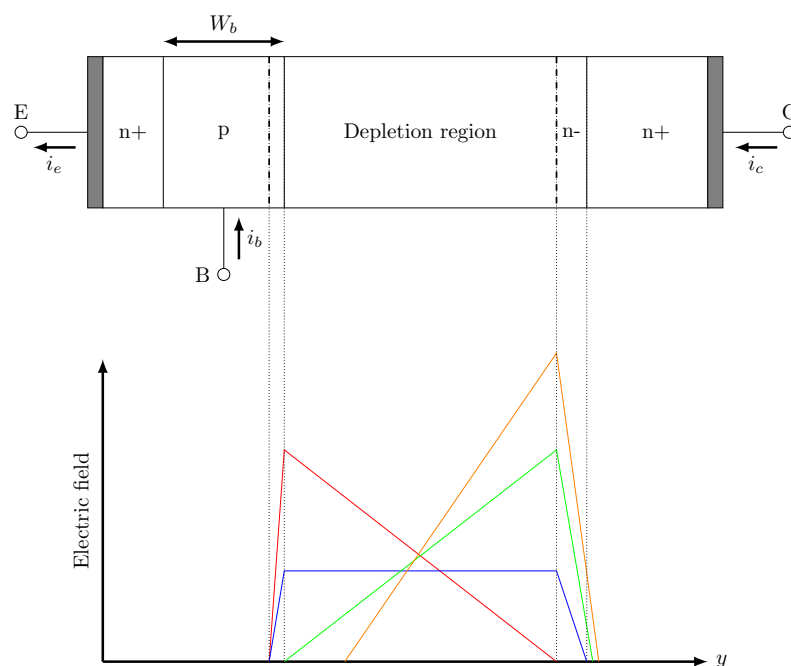 W_b
E
n+
p
Depletion region
n-
n+
C
i_e
i_c
i_b
B
Electric field
y